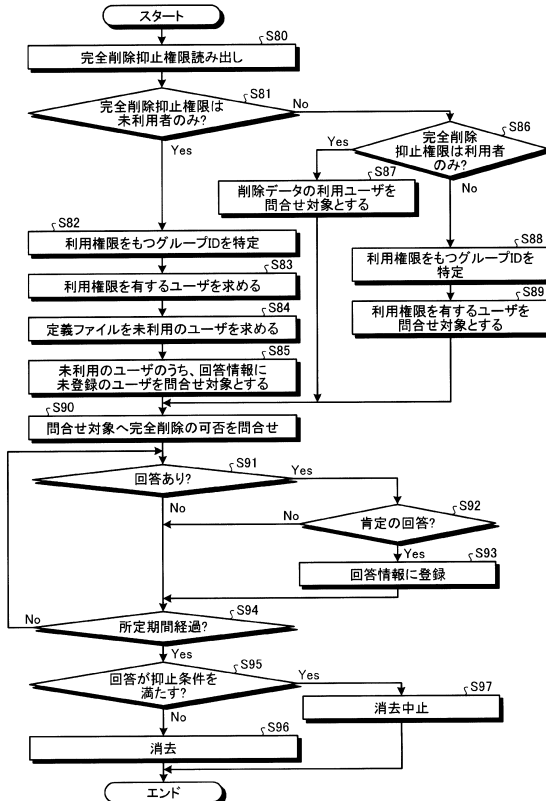 スタート
S80
完全削除抑止権限読み出し
S81
完全削除抑止権限は
未利用者のみ?
No
Yes
S86
完全削除
抑止権限は利用者
のみ?
Yes
No
S87
削除データの利用ユーザを
問合せ対象とする
S82
利用権限をもつグループIDを特定
S83
利用権限を有するユーザを求める
S84
定義ファイルを未利用のユーザを求める
S85
未利用のユーザのうち、回答情報に
未登録のユーザを問合せ対象とする
S88
利用権限をもつグループIDを
特定
S89
利用権限を有するユーザを
問合せ対象とする
S90
問合せ対象へ完全削除の可否を問合せ
S91
回答あり?
Yes
No
S92
肯定の回答?
No
Yes
S93
回答情報に登録
S94
所定期間経過?
No
Yes
S95
回答が抑止条件を
満たす?
Yes
No
S97
消去中止
S96
消去
エンド